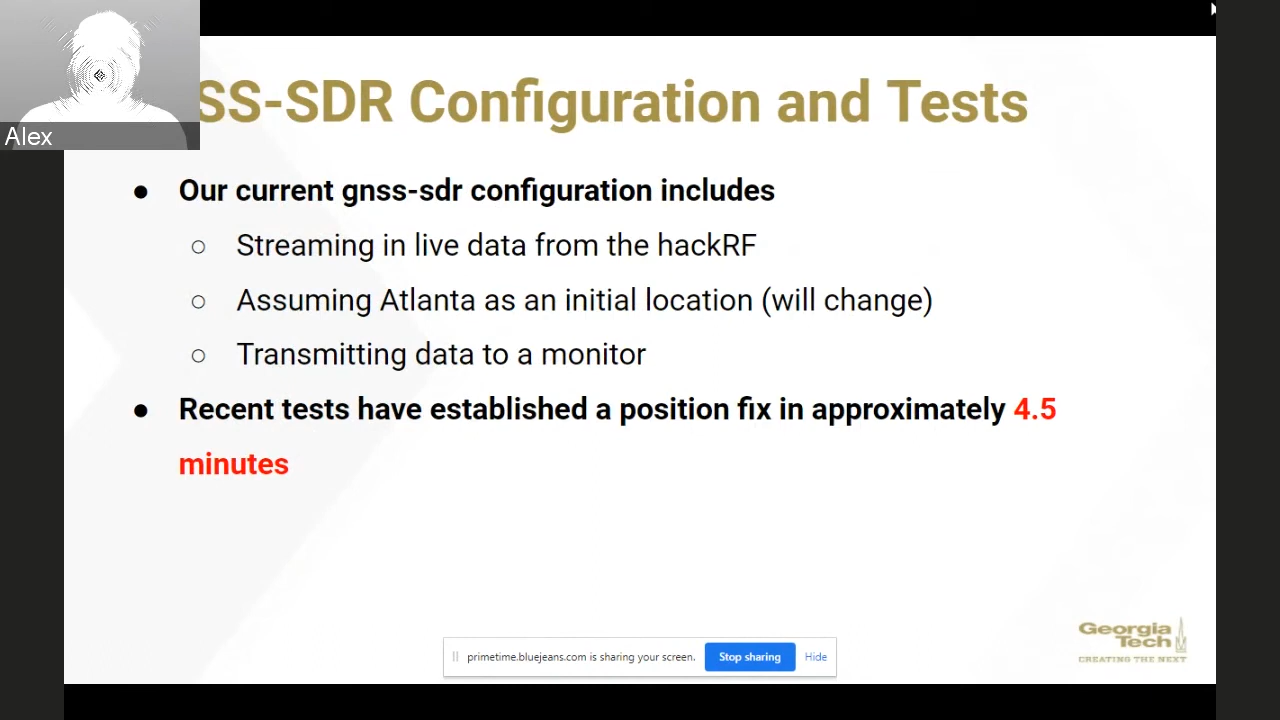 SS-SDR Configuration and Tests
Alex
● Our current gnss-sdr configuration includes
○ Streaming in live data from the hackRF
○ Assuming Atlanta as an initial location (will change)
○ Transmitting data to a monitor
● Recent tests have established a position fix in approximately 4.5
minutes
Georgia
Tech
CREATING THE NEXT
primetime.bluejeans.com is sharing your screen. Stop sharing Hide